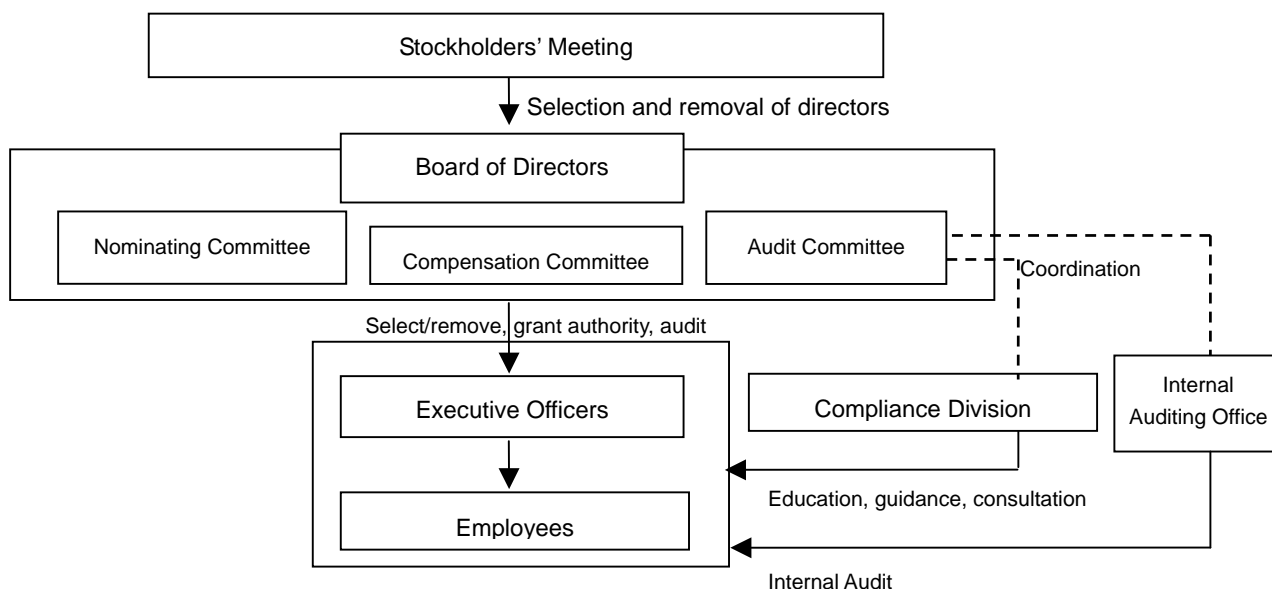 Stockholders’ Meeting
Selection and removal of directors
Board of Directors
Nominating Committee
Compensation Committee
Audit Committee
Coordination
Select/remove, grant authority, audit
Executive Officers
Compliance Division
Internal
Auditing Office
Education, guidance, consultation
Employees
Internal Audit